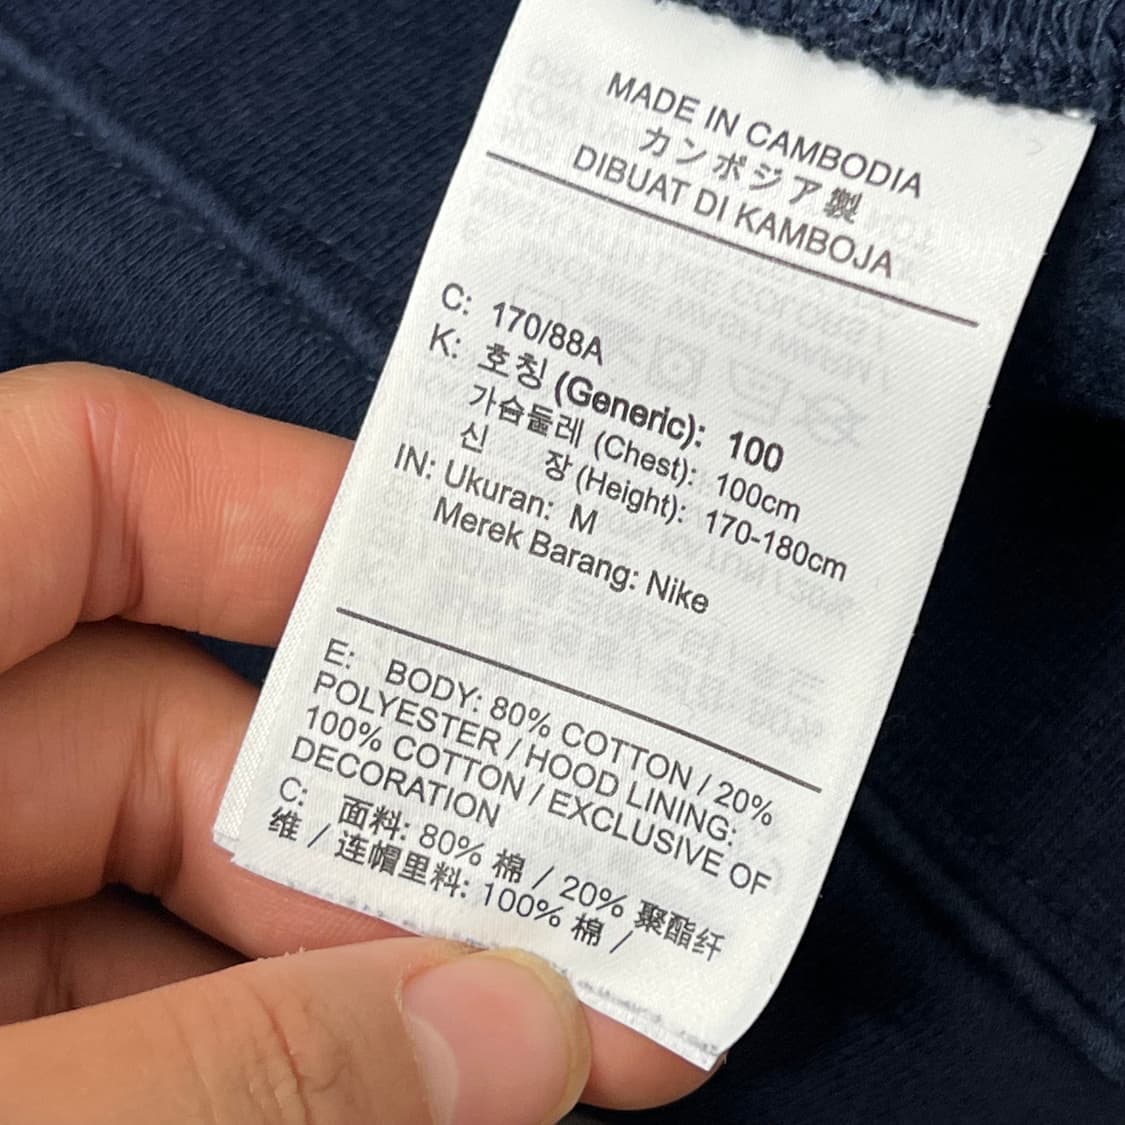 MADE IN CAMBODIA
カンボジア製
DIBUAT DI KAMBOJA
C: 170/88A
K: 호칭 (Generic): 100
가슴둘레 (Chest): 100cm
신 장 (Height): 170-180cm
IN: Ukuran: M
Merek Barang: Nike
E: BODY: 80% COTTON / 20%
POLYESTER / HOOD LINING:
100% COTTON / EXCLUSIVE OF
DECORATION
C: 面料: 80% 棉 / 20% 聚酯纤
维 / 连帽里料: 100% 棉 /